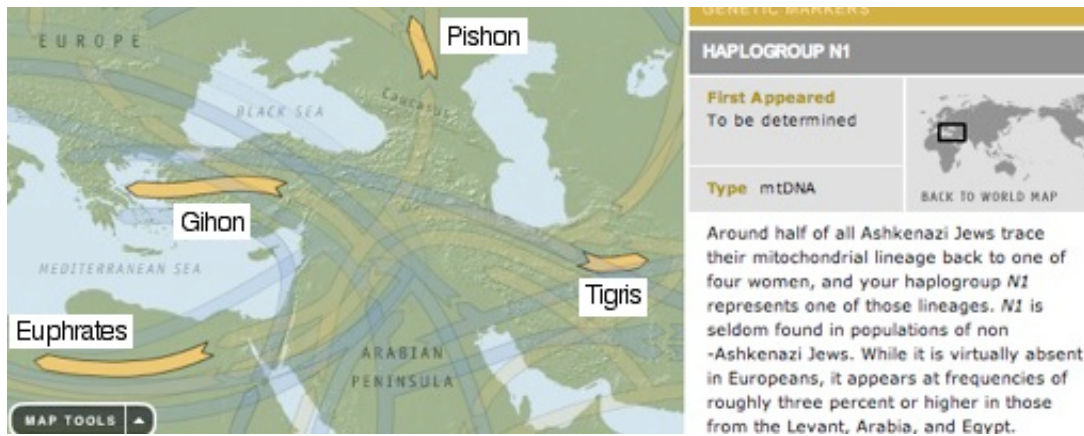 EUROPE
Pishon
BLACK SEA
Caucasus
Gihon
MEDITERRANEAN SEA
Tigris
Euphrates
ARABIAN
PENINSULA
MAP TOOLS
GENETIC MARKERS
HAPLOGROUP N1
First Appeared
To be determined
Type mtDNA
BACK TO WORLD MAP
Around half of all Ashkenazi Jews trace
their mitochondrial lineage back to one of
four women, and your haplogroup N1
represents one of those lineages. N1 is
seldom found in populations of non
-Ashkenazi Jews. While it is virtually absent
in Europeans, it appears at frequencies of
roughly three percent or higher in those
from the Levant, Arabia, and Egypt.